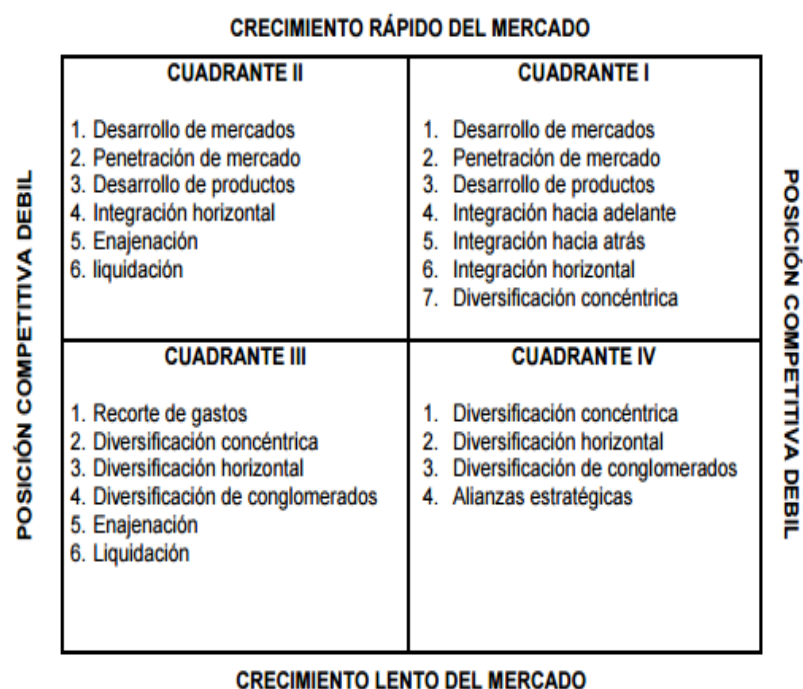 CRECIMIENTO RÁPIDO DEL MERCADO
POSICIÓN COMPETITIVA DEBIL
CUADRANTE II
1. Desarrollo de mercados
2. Penetración de mercado
3. Desarrollo de productos
4. Integración horizontal
5. Enajenación
6. liquidación
CUADRANTE I
1. Desarrollo de mercados
2. Penetración de mercado
3. Desarrollo de productos
4. Integración hacia adelante
5. Integración hacia atrás
6. Integración horizontal
7. Diversificación concéntrica
CUADRANTE III
1. Recorte de gastos
2. Diversificación concéntrica
3. Diversificación horizontal
4. Diversificación de conglomerados
5. Enajenación
6. Liquidación
CUADRANTE IV
1. Diversificación concéntrica
2. Diversificación horizontal
3. Diversificación de conglomerados
4. Alianzas estratégicas
POSICIÓN COMPETITIVA DEBIL
CRECIMIENTO LENTO DEL MERCADO